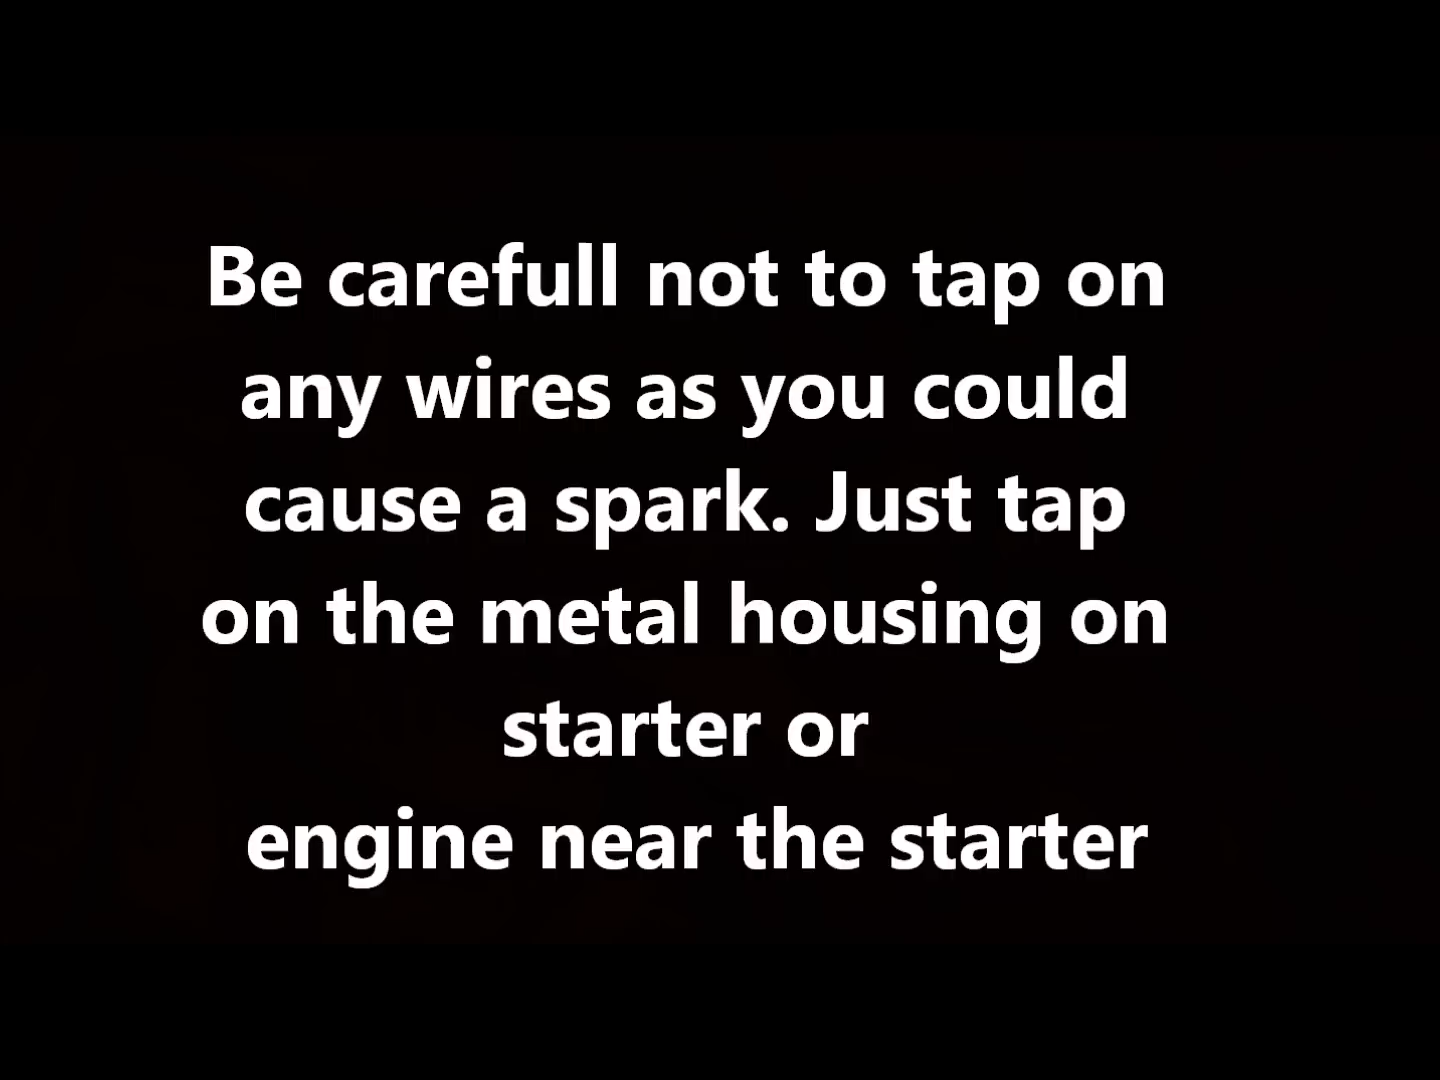 Be carefull not to tap on
any wires as you could
cause a spark. Just tap
on the metal housing on
starter or
engine near the starter